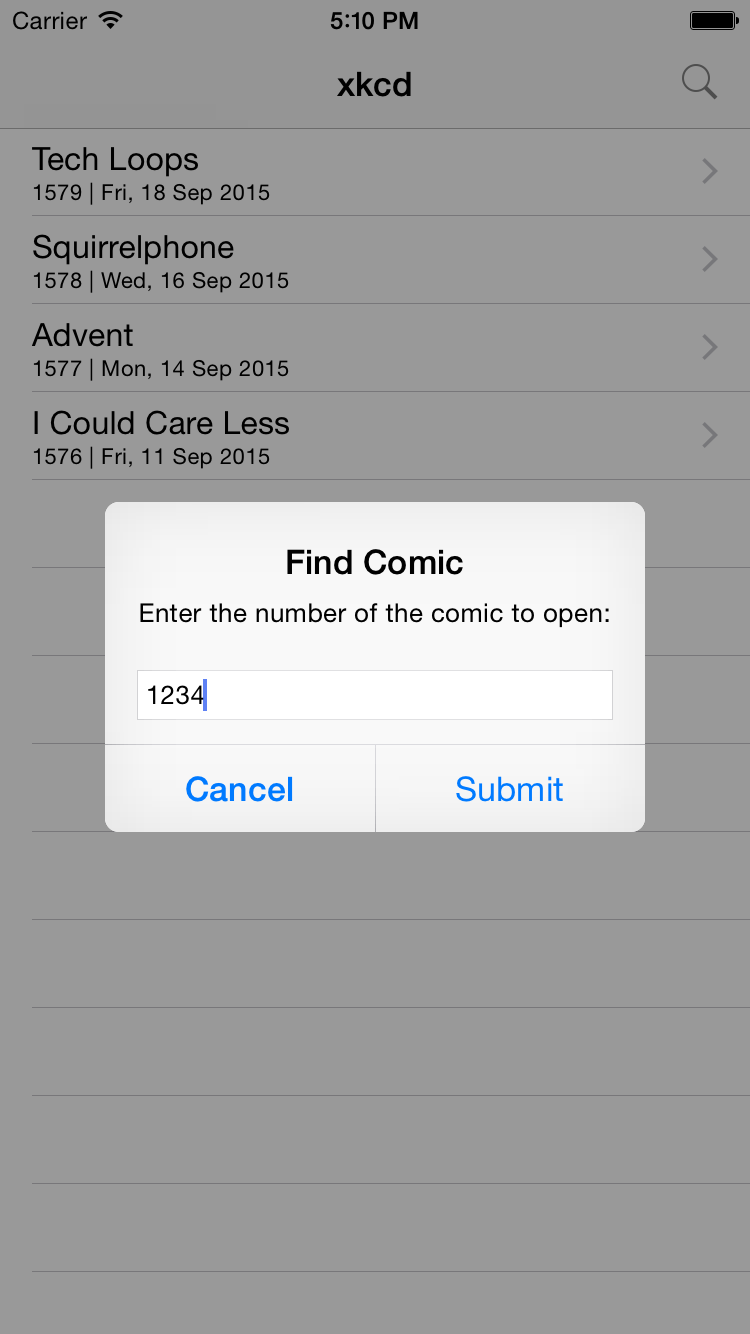 Carrier 5:10 PM
xkcd
Tech Loops
1579 | Fri, 18 Sep 2015
Squirrelphone
1578 | Wed, 16 Sep 2015
Advent
1577 | Mon, 14 Sep 2015
I Could Care Less
1576 | Fri, 11 Sep 2015
Find Comic
Enter the number of the comic to open:
1234
Cancel Submit